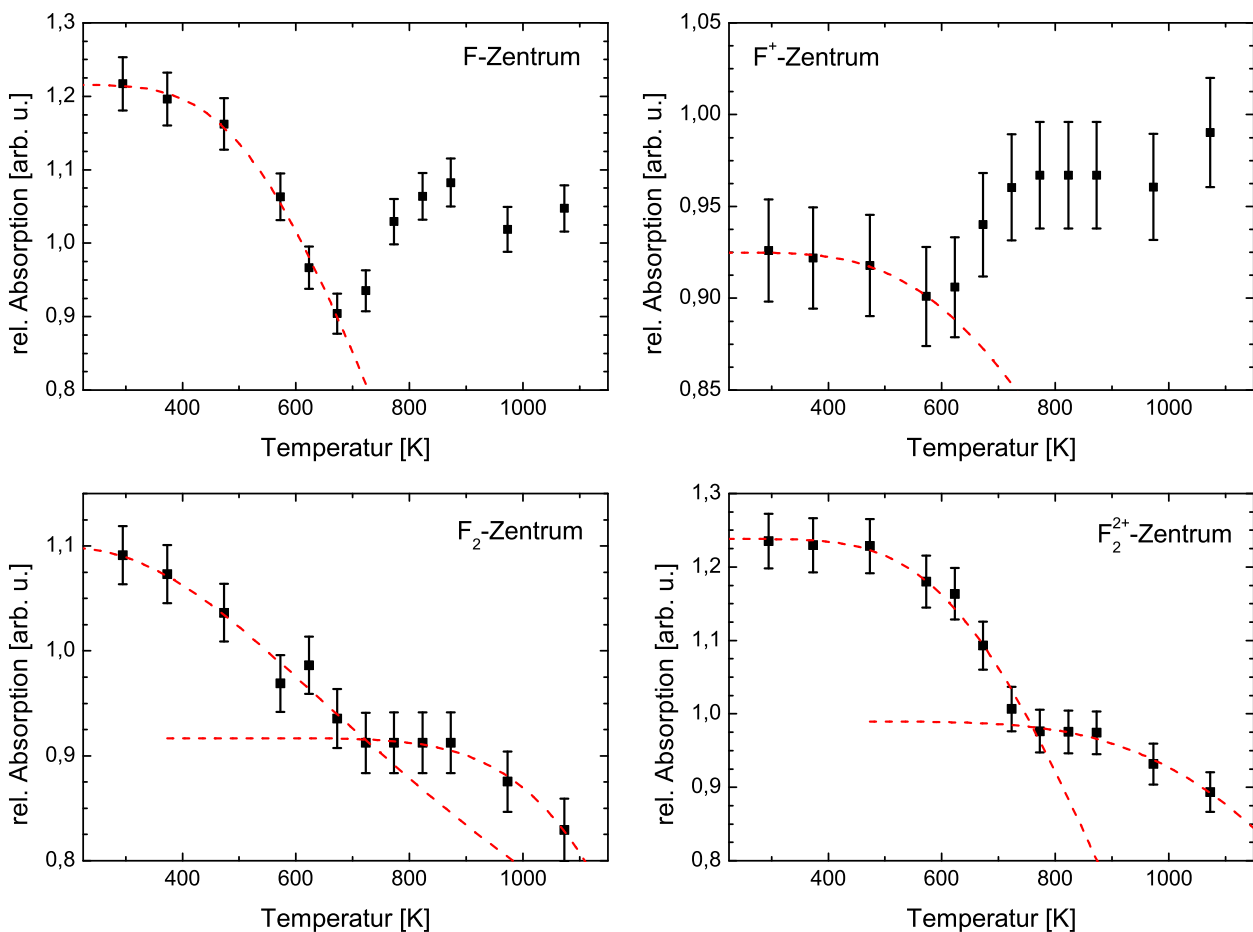 F-Zentrum
rel. Absorption [arb. u.]
1,3
1,2
1,1
1,0
0,9
0,8
400 600 800 1000
Temperatur [K]
F⁺-Zentrum
rel. Absorption [arb. u.]
1,05
1,00
0,95
0,90
0,85
400 600 800 1000
Temperatur [K]
F₂-Zentrum
rel. Absorption [arb. u.]
1,1
1,0
0,9
0,8
400 600 800 1000
Temperatur [K]
F₂²⁺-Zentrum
rel. Absorption [arb. u.]
1,3
1,2
1,1
1,0
0,9
0,8
400 600 800 1000
Temperatur [K]